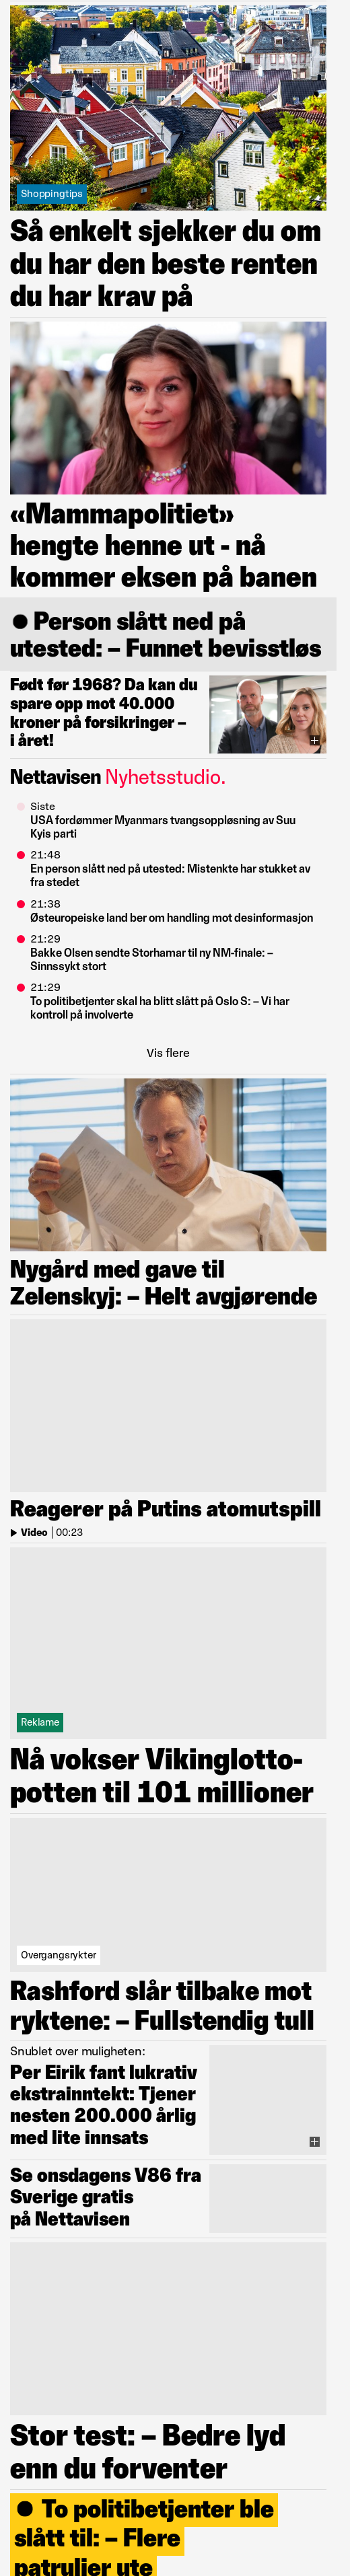 Shoppingtips
Så enkelt sjekker du om
du har den beste renten
du har krav på
«Mammapolitiet»
hengte henne ut - nå
kommer eksen på banen
Person slått ned på
utested: – Funnet bevisstløs
Født før 1968? Da kan du
spare opp mot 40.000
kroner på forsikringer –
i året!
Nettavisen Nyhetsstudio.
Siste
USA fordømmer Myanmars tvangsoppløsning av Suu
Kyis parti
21:48
En person slått ned på utested: Mistenkte har stukket av
fra stedet
21:38
Østeuropeiske land ber om handling mot desinformasjon
21:29
Bakke Olsen sendte Storhamar til ny NM-finale: –
Sinnssykt stort
21:29
To politibetjenter skal ha blitt slått på Oslo S: – Vi har
kontroll på involverte
Vis flere
Nygård med gave til
Zelenskyj: – Helt avgjørende
Reagerer på Putins atomutspill
Video | 00:23
Reklame
Nå vokser Vikinglotto-
potten til 101 millioner
Overgangsrykter
Rashford slår tilbake mot
ryktene: – Fullstendig tull
Snublet over muligheten:
Per Eirik fant lukrativ
ekstrainntekt: Tjener
nesten 200.000 årlig
med lite innsats
Se onsdagens V86 fra
Sverige gratis
på Nettavisen
Stor test: – Bedre lyd
enn du forventer
To politibetjenter ble
slått til: – Flere
patruljer ute